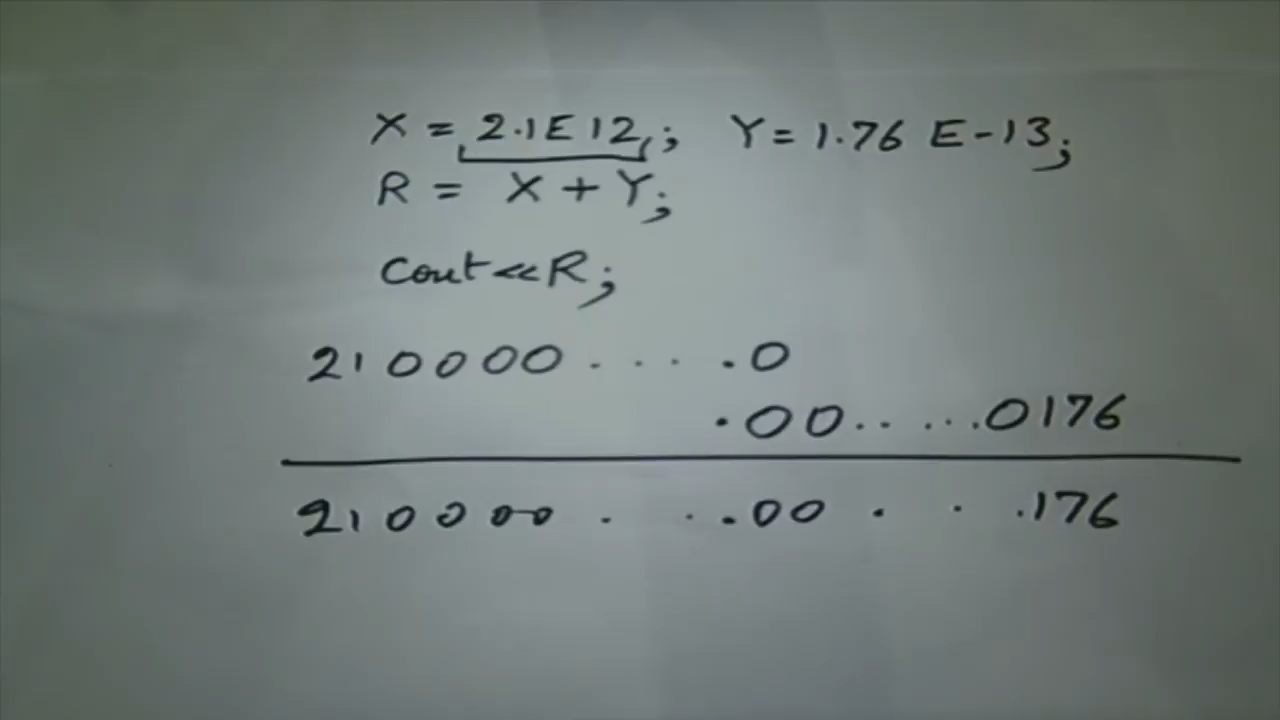 X = 2.1E12,; Y = 1.76 E-13;
R = X + Y;
Cout<<R;
210000.... .0
.00.. ...0176
210000 . ..00 . . .176